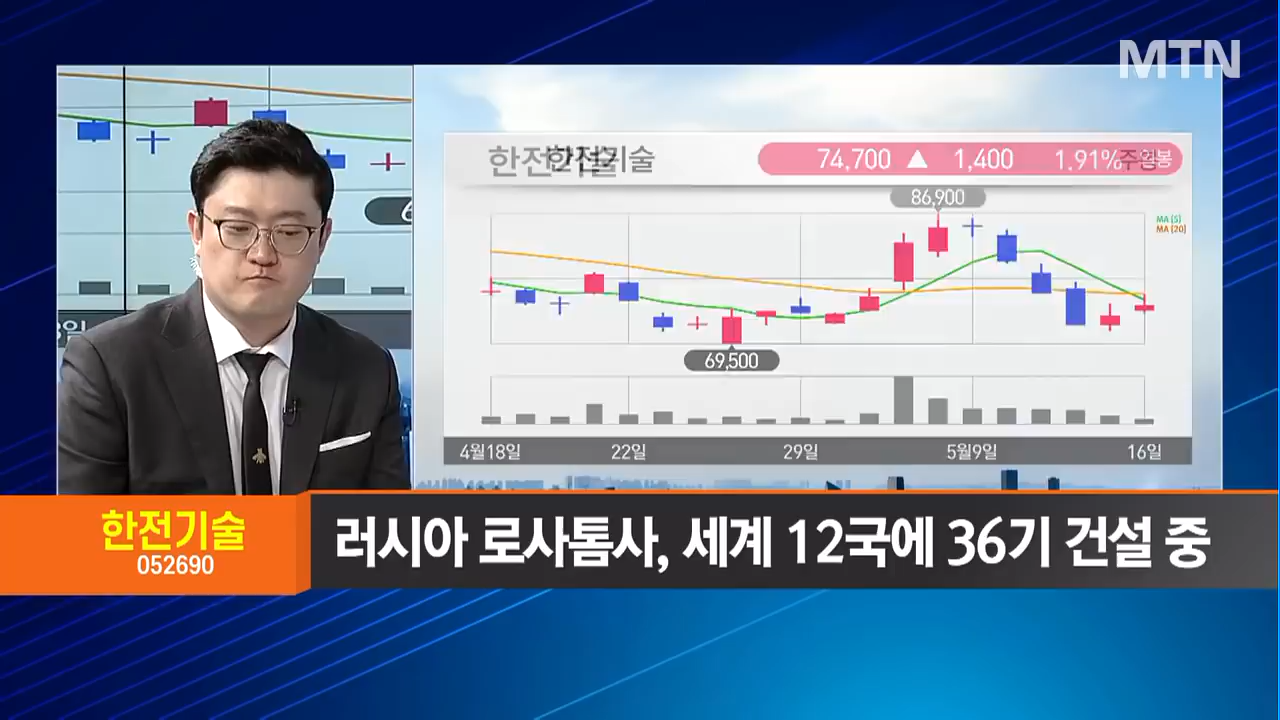 MTN
한전기술
74,700 ▲ 1,400 1.91%
86,900
MA (5)
MA (20)
69,500
4월18일 22일 29일 5월9일 16일
한전기술
052690
러시아 로사톰사, 세계 12국에 36기 건설 중